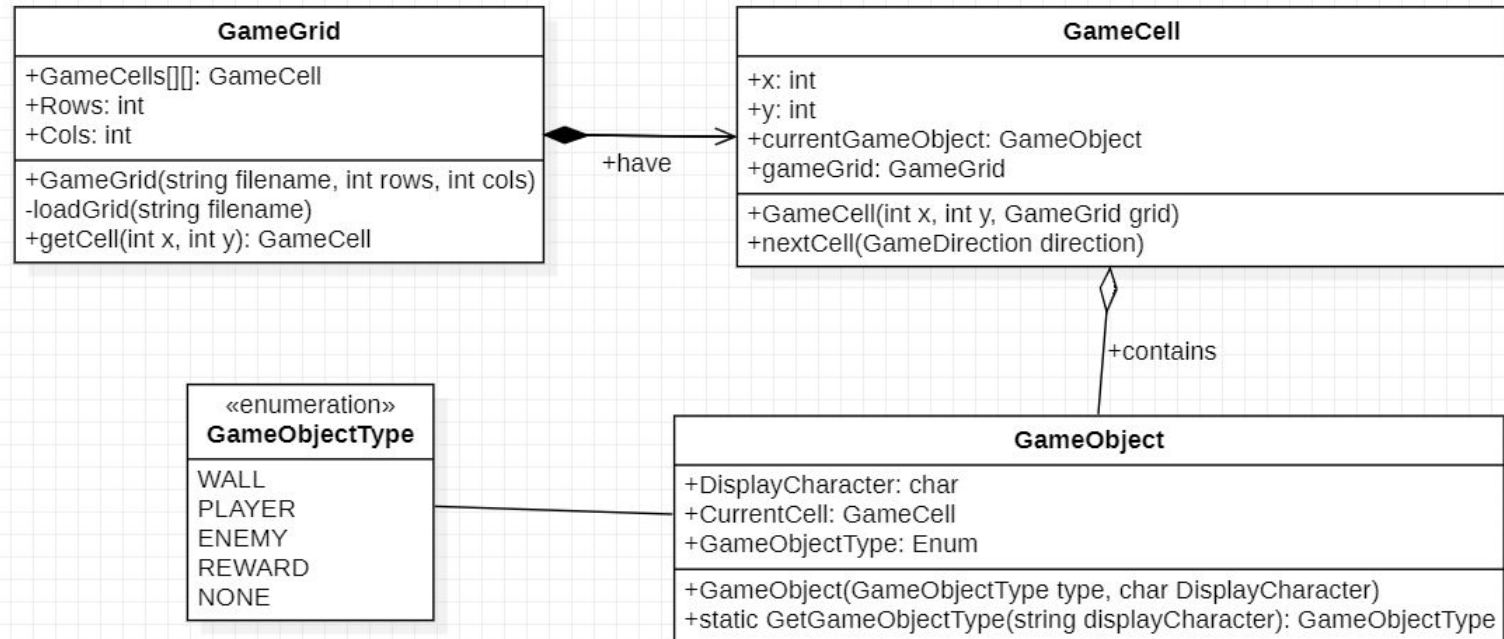 GameGrid
+GameCells[][]: GameCell
+Rows: int
+Cols: int
+GameGrid(string filename, int rows, int cols)
-loadGrid(string filename)
+getCell(int x, int y): GameCell
+have
GameCell
+x: int
+y: int
+currentGameObject: GameObject
+gameGrid: GameGrid
+GameCell(int x, int y, GameGrid grid)
+nextCell(GameDirection direction)
+contains
«enumeration»
GameObjectType
WALL
PLAYER
ENEMY
REWARD
NONE
GameObject
+DisplayCharacter: char
+CurrentCell: GameCell
+GameObjectType: Enum
+GameObject(GameObjectType type, char DisplayCharacter)
+static GetGameObjectType(string displayCharacter): GameObjectType